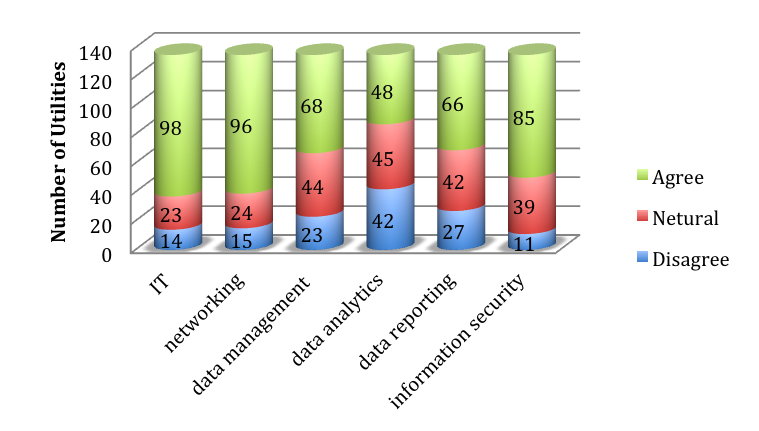 Number of Utilities
140
120
100
80
60
40
20
0
98
96
68
48
66
85
23
24
44
45
42
39
14
15
23
42
27
11
IT
networking
data management
data analytics
data reporting
information security
Agree
Netural
Disagree